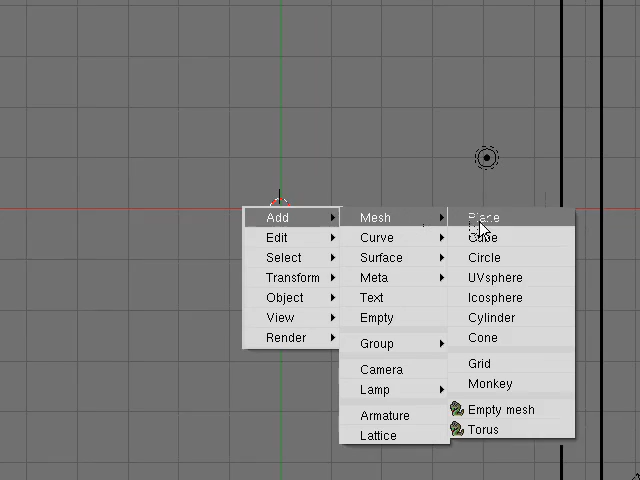 Add
Edit
Select
Transform
Object
View
Render
Mesh
Curve
Surface
Meta
Text
Empty
Group
Camera
Lamp
Armature
Lattice
Plane
Cube
Circle
UVsphere
Icosphere
Cylinder
Cone
Grid
Monkey
Empty mesh
Torus